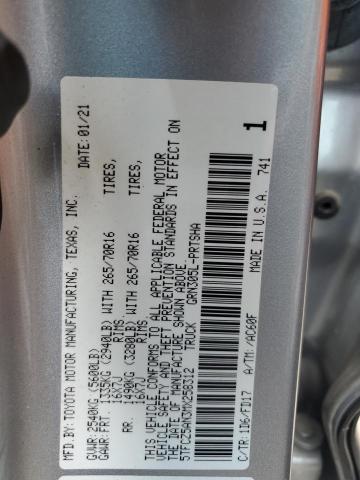 MFD.BY: TOYOTA MOTOR MANUFACTURING, TEXAS, INC. DATE: 01/21
GVWR: 2540KG (5600LB)
GAWR: FRT. 1335KG (2940LB) WITH 265/70R16 TIRES,
16X7J RIMS
RR. 1490KG (3280LB) WITH 265/70R16 TIRES,
16X7J RIMS
THIS VEHICLE CONFORMS TO ALL APPLICABLE FEDERAL MOTOR
VEHICLE SAFETY AND THEFT PREVENTION STANDARDS IN EFFECT ON
THE DATE OF MANUFACTURE SHOWN ABOVE.
5TFCZ5AN3MX258312 TRUCK GRN305L-PRTSHA
C/TR: 1D6/FD17 A/TM: /AC60F MADE IN U.S.A. 741
1